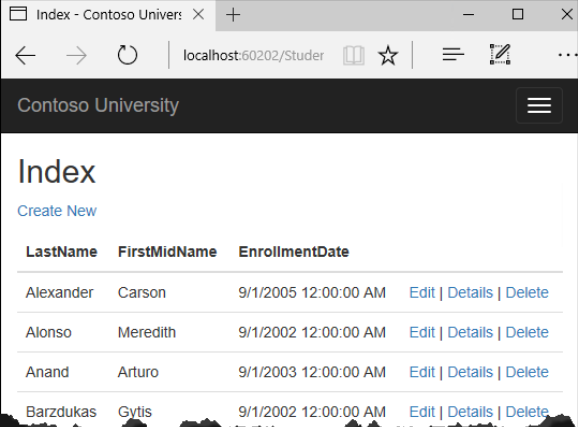 Index - Contoso Univers
localhost:60202/Studer
Contoso University
Index
Create New
LastName FirstMidName EnrollmentDate
Alexander Carson 9/1/2005 12:00:00 AM Edit | Details | Delete
Alonso Meredith 9/1/2002 12:00:00 AM Edit | Details | Delete
Anand Arturo 9/1/2003 12:00:00 AM Edit | Details | Delete
Barzdukas Gytis 9/1/2002 12:00:00 AM Edit | Details | Delete